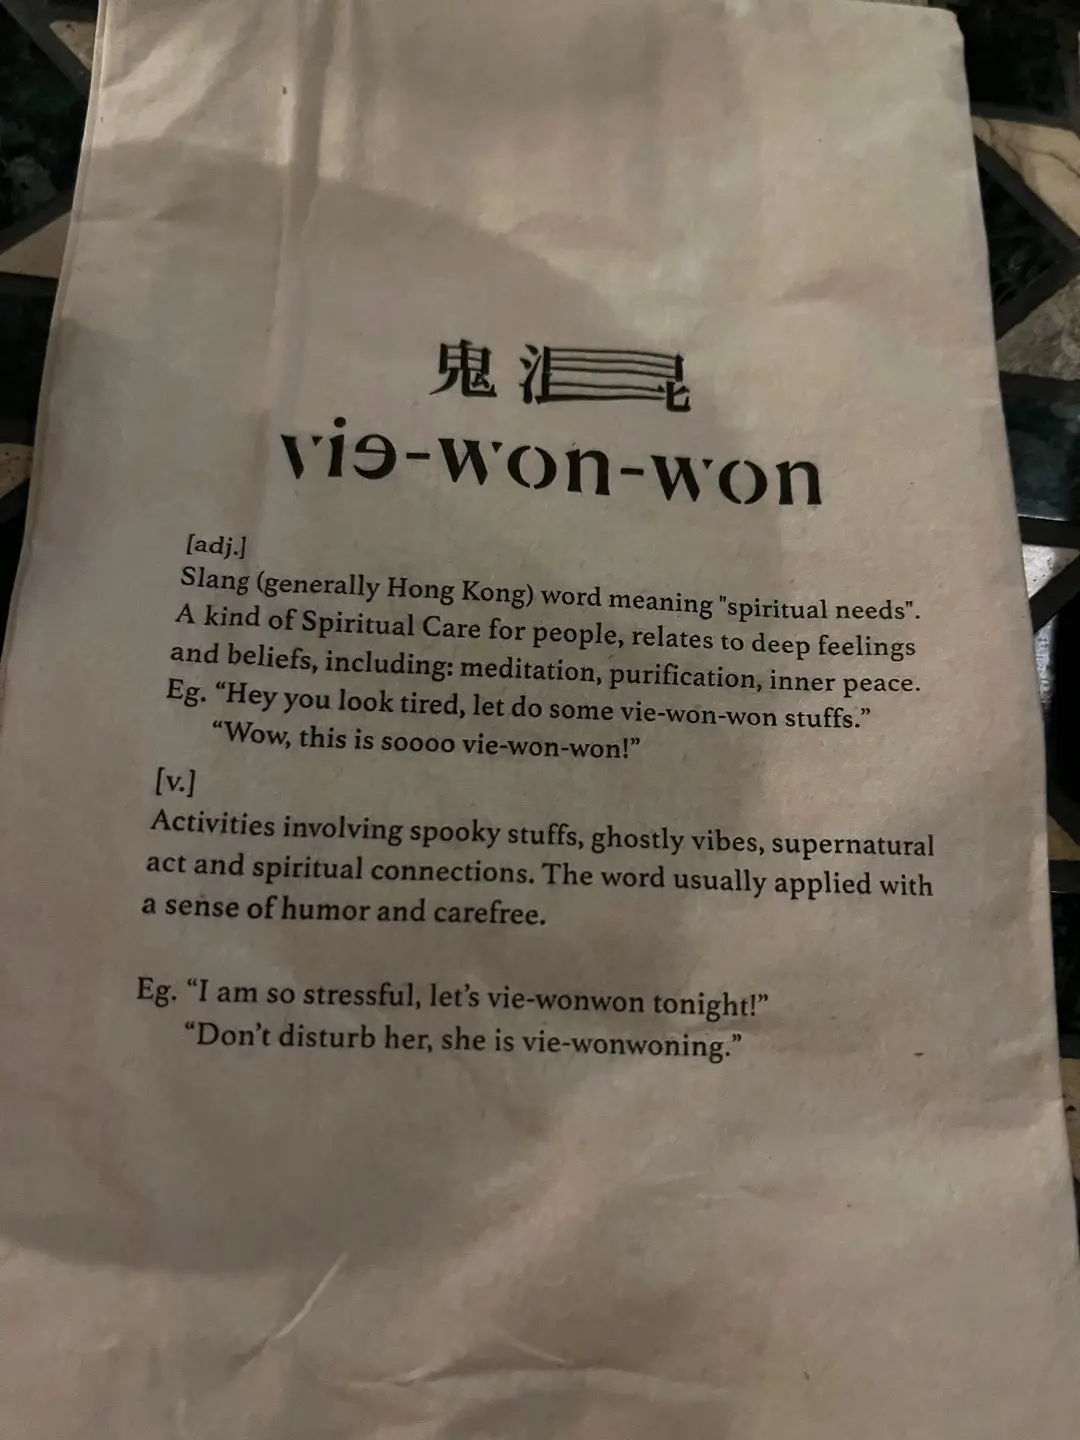 鬼
vie-won-won
[adj.]
Slang (generally Hong Kong) word meaning "spiritual needs".
A kind of Spiritual Care for people, relates to deep feelings
and beliefs, including: meditation, purification, inner peace.
Eg. “Hey you look tired, let do some vie-won-won stuffs.”
“Wow, this is soooo vie-won-won!”
[v.]
Activities involving spooky stuffs, ghostly vibes, supernatural
act and spiritual connections. The word usually applied with
a sense of humor and carefree.
Eg. “I am so stressful, let’s vie-wonwon tonight!”
“Don’t disturb her, she is vie-wonwoning.”